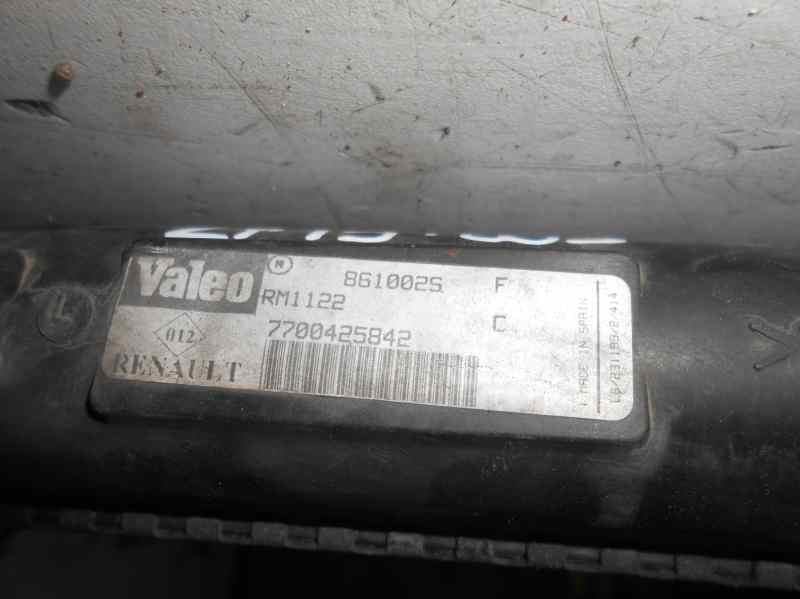 Valeo
M
861002S
F
RM1122
C
7700425842
012
RENAULT
MADE IN SPAIN
L